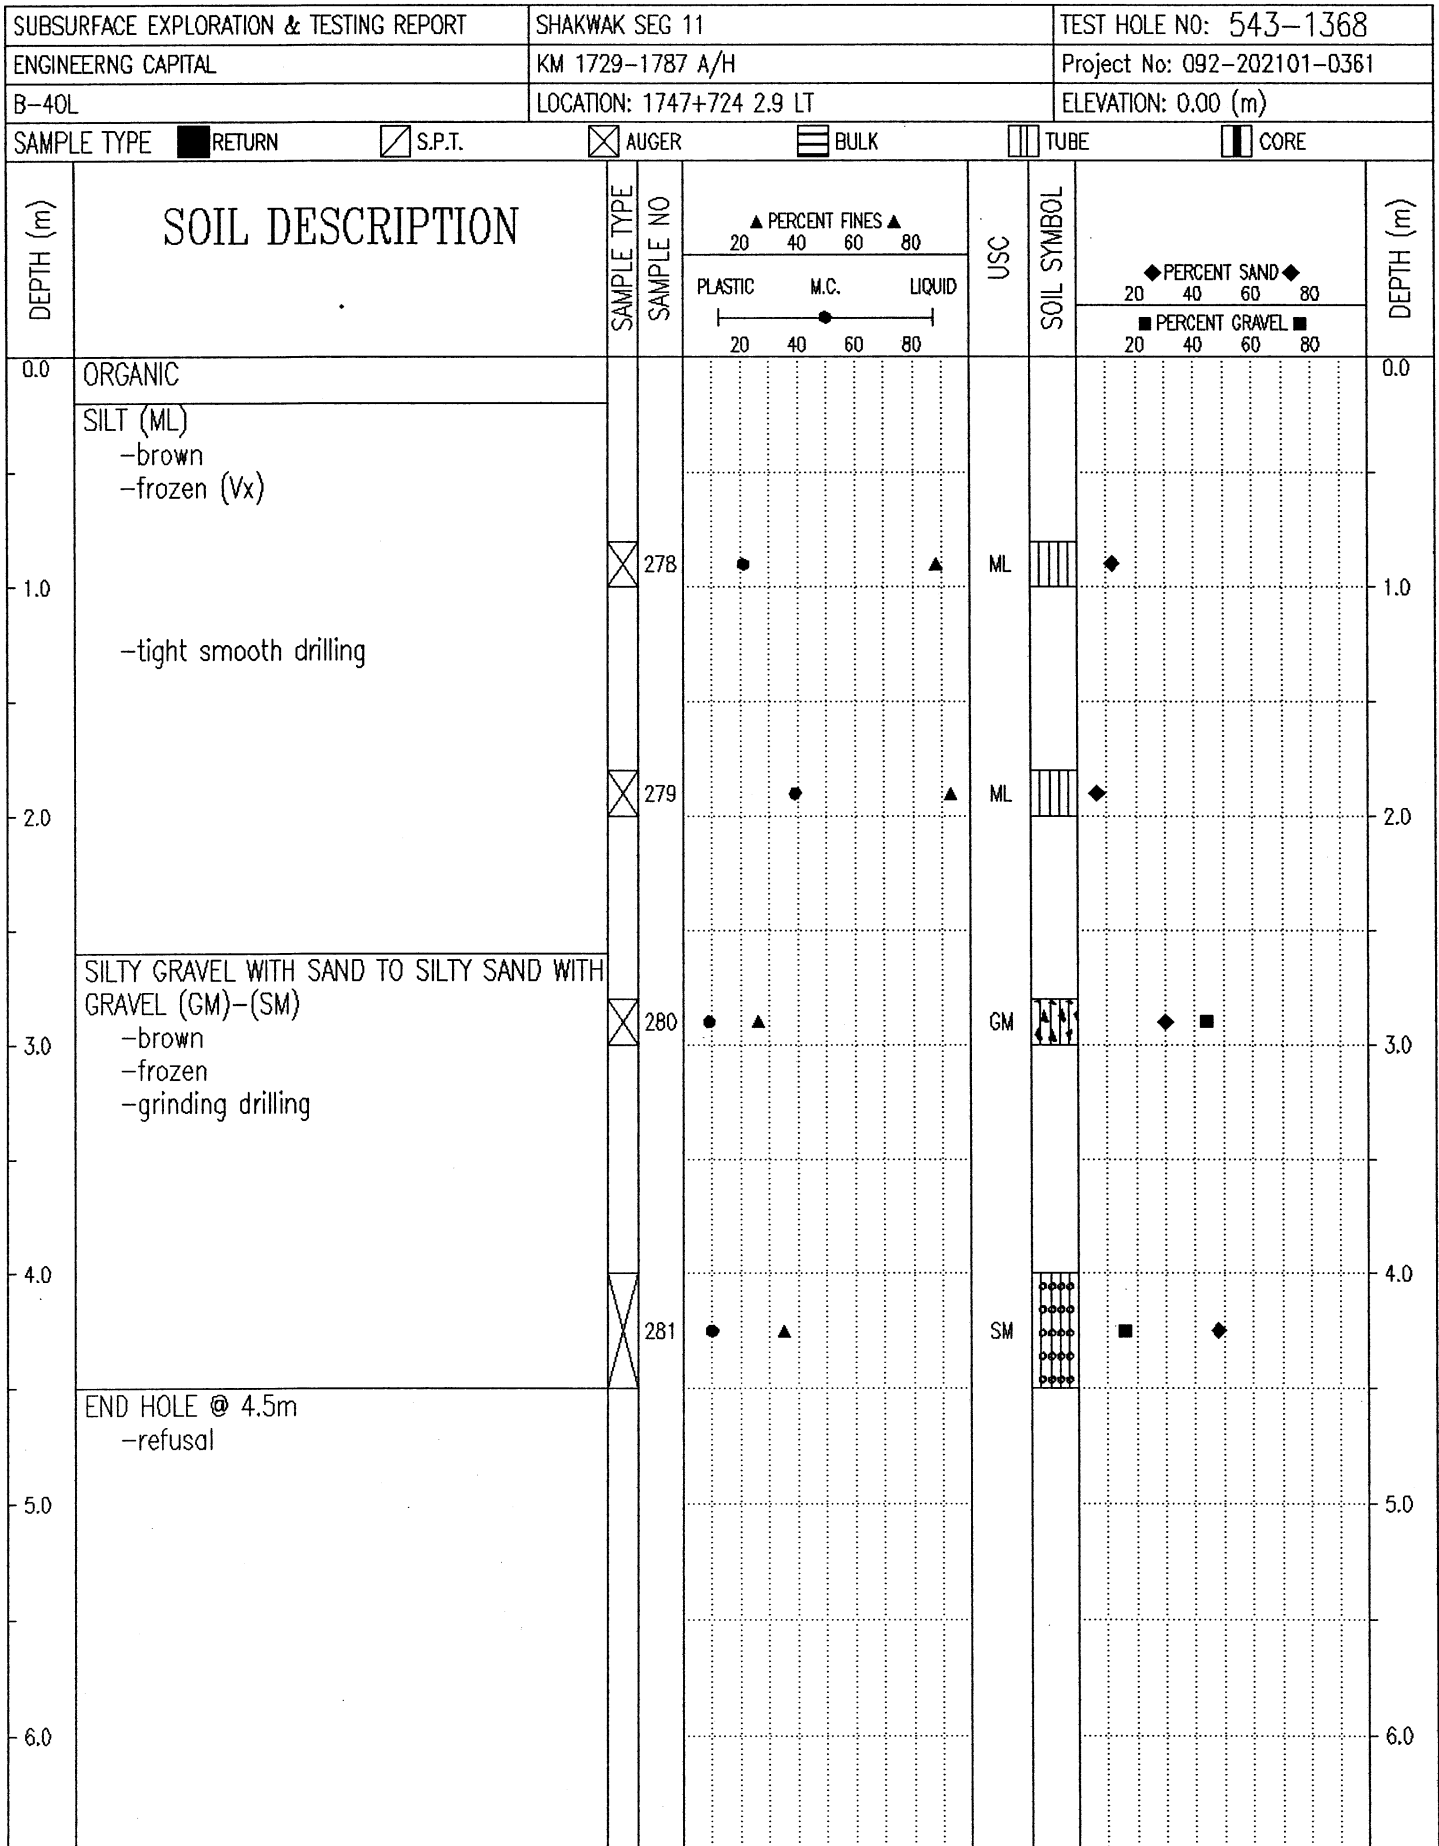 SUBSURFACE EXPLORATION & TESTING REPORT
SHAKWAK SEG 11
TEST HOLE NO: 543-1368
ENGINEERNG CAPITAL
KM 1729-1787 A/H
Project No: 092-202101-0361
B-40L
LOCATION: 1747+724 2.9 LT
ELEVATION: 0.00 (m)
SAMPLE TYPE RETURN S.P.T. AUGER BULK TUBE CORE
DEPTH (m)
SOIL DESCRIPTION
SAMPLE TYPE
SAMPLE NO
▲ PERCENT FINES ▲
20 40 60 80
PLASTIC M.C. LIQUID
20 40 60 80
USC
SOIL SYMBOL
◆ PERCENT SAND ◆
20 40 60 80
■ PERCENT GRAVEL ■
20 40 60 80
DEPTH (m)
0.0 ORGANIC 0.0
SILT (ML)
-brown
-frozen (Vx)
278 ML
1.0 1.0
-tight smooth drilling
279 ML
2.0 2.0
SILTY GRAVEL WITH SAND TO SILTY SAND WITH
GRAVEL (GM)-(SM)
280 GM
-brown
3.0 3.0
-frozen
-grinding drilling
4.0 4.0
281 SM
END HOLE @ 4.5m
-refusal
5.0 5.0
6.0 6.0